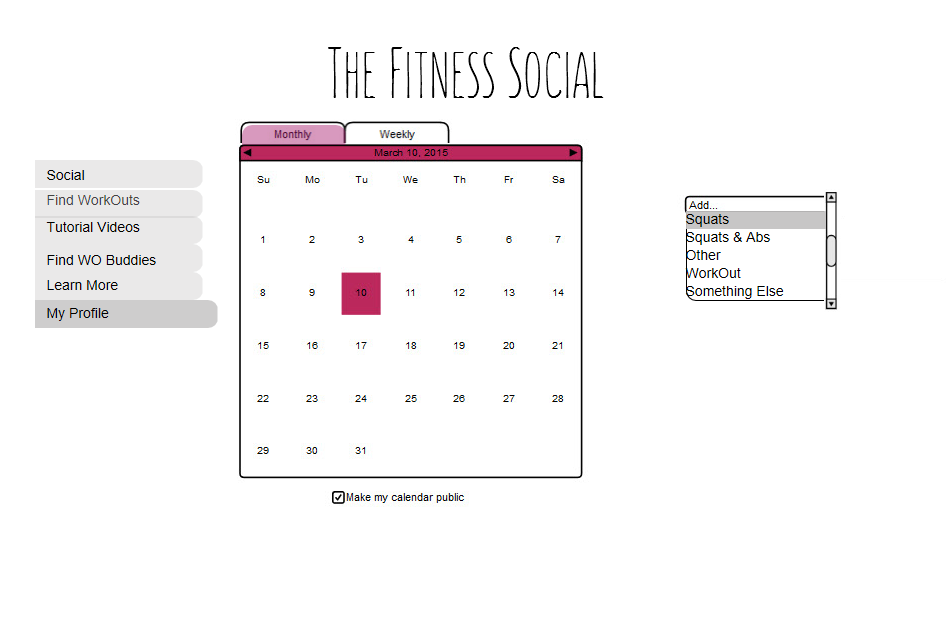 The Fitness Social
Monthly Weekly
March 10, 2015
Su Mo Tu We Th Fr Sa
1 2 3 4 5 6 7
8 9 10 11 12 13 14
15 16 17 18 19 20 21
22 23 24 25 26 27 28
29 30 31
Make my calendar public
Social
Find WorkOuts
Tutorial Videos
Find WO Buddies
Learn More
My Profile
Add...
Squats
Squats & Abs
Other
WorkOut
Something Else